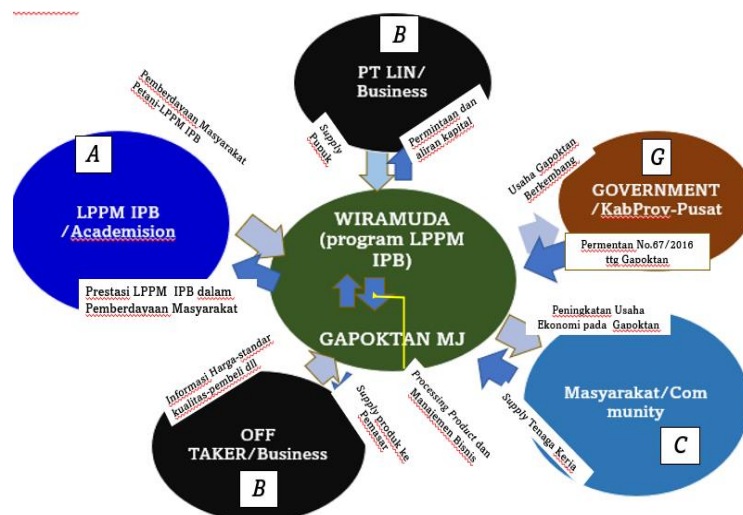 B
PT LIN/
Business
Pemberdayaan Masyarakat
Petani-LPPM IPB
Supply
Pupuk
Permintaan dan
aliran kapital
A
LPPM IPB
/Academision
Usaha Gapoktan
Berkembang
G
GOVERNMENT
/KabProv-Pusat
WIRAMUDA
(program LPPM
IPB)
Permentan No.67/2016
ttg Gapoktan
Prestasi LPPM IPB dalam
Pemberdayaan Masyarakat
GAPOKTAN MJ
Peningkatan Usaha
Ekonomi pada Gapoktan
Informasi Harga-standar
kualitas-pembeli dll
Supply produk ke
Pemasar
Processing Product dan
Manajemen Bisnis
Supply Tenaga Kerja
Masyarakat/Com
munity
C
OFF
TAKER/Business
B